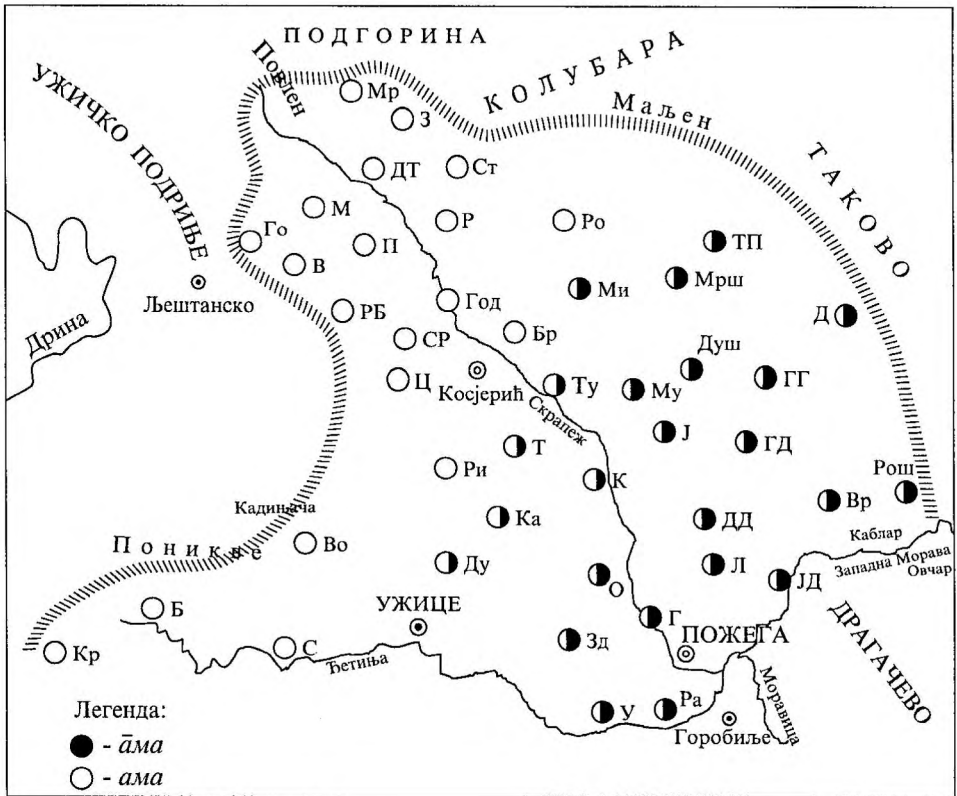 ПОДГОРИНА
КОЛУБАРА
Повлен
Маљен
УЖИЧКО ПОДРИЊЕ
ТАКОВО
Мр
З
ДТ
Ст
М
Р
Ро
Го
П
ТП
В
Мрш
Љештанско
Ми
РБ
Год
Д
Дрина
СР
Бр
Душ
Ц
Косјерић
Ту
Му
ГГ
Скрапеж
Ј
Т
ГД
Ри
К
Рош
Кадињача
Ка
Вр
ДД
Поникве
Во
Каблар
Западна Морава
Овчар
Ду
О
Л
ЈД
Б
УЖИЦЕ
Г
ДРАГАЧЕВО
Кр
С
Ђетиња
Зд
ПОЖЕГА
Моравица
У
Ра
Горобиље
Легенда:
- а̄ма
- ама